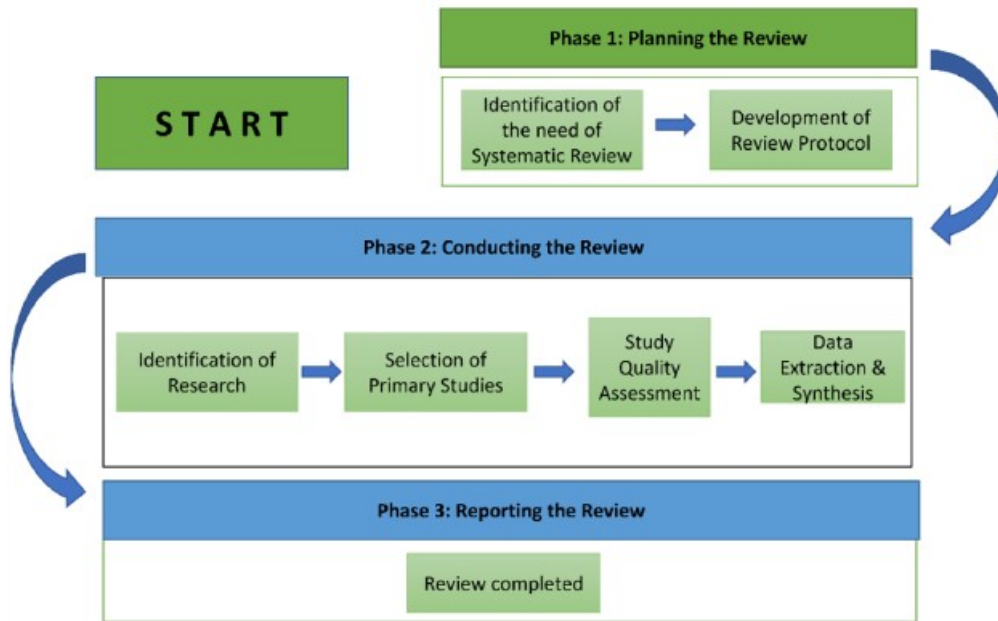 Phase 1: Planning the Review
S T A R T
Identification of
the need of
Systematic Review
Development of
Review Protocol
Phase 2: Conducting the Review
Identification of
Research
Selection of
Primary Studies
Study
Quality
Assessment
Data
Extraction &
Synthesis
Phase 3: Reporting the Review
Review completed